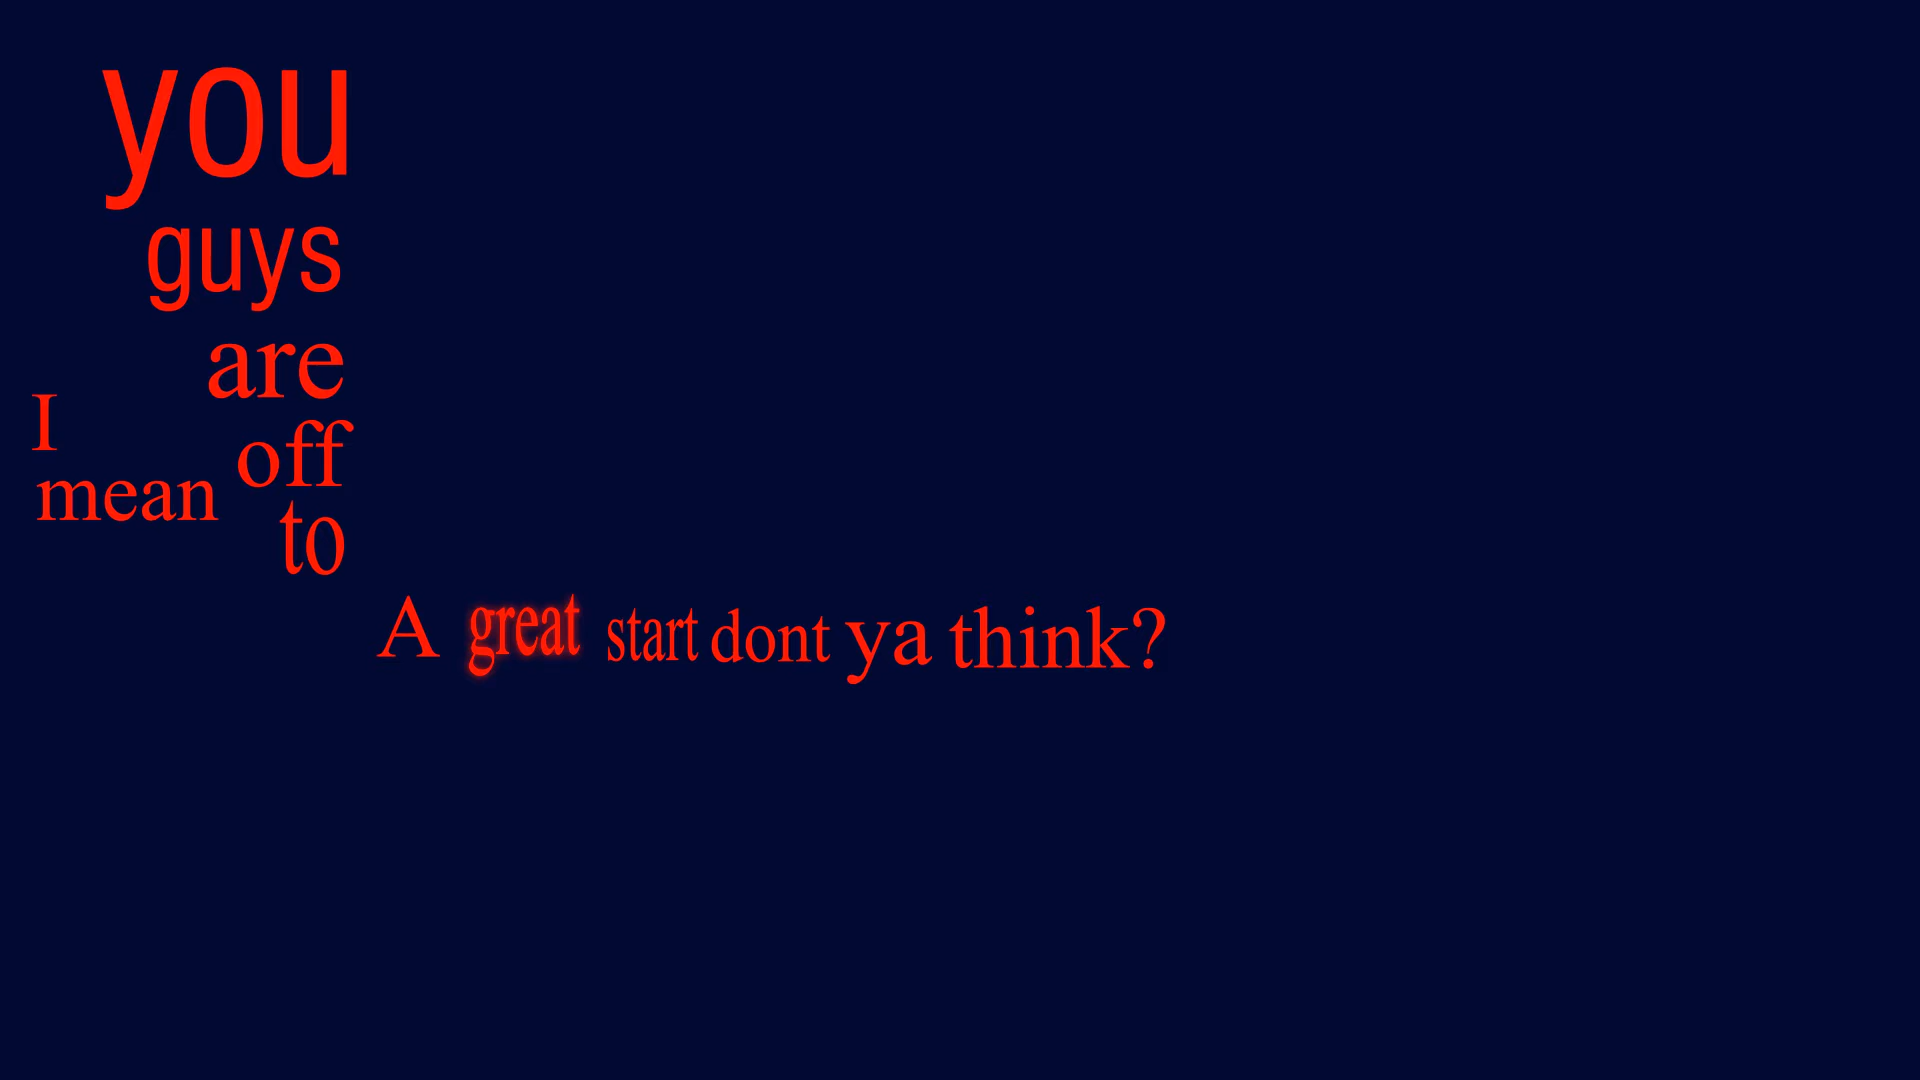 I
mean
you
guys
are
off
to
A great start dont ya think?